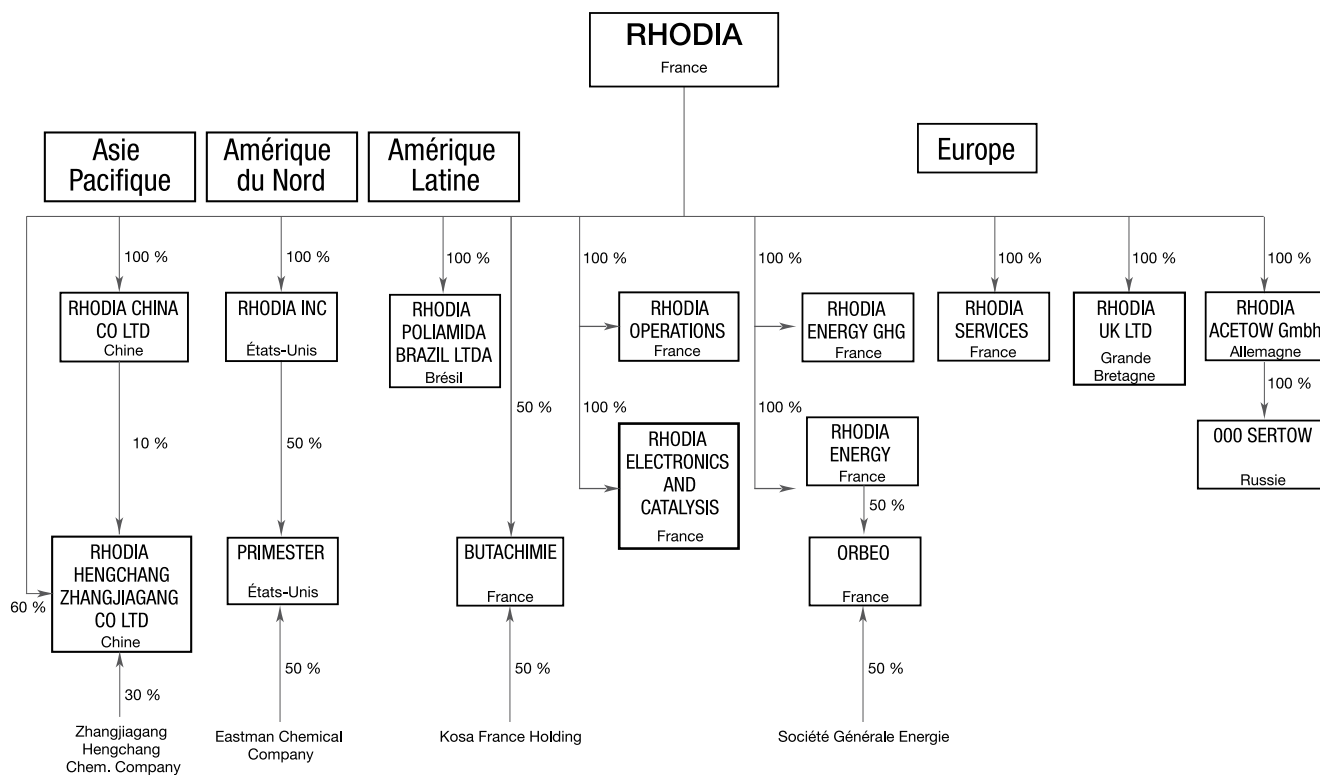 RHODIA
France
Asie
Pacifique
Amérique
du Nord
Amérique
Latine
Europe
100 %
100 %
100 %
100 %
100 %
100 %
100 %
100 %
RHODIA CHINA
CO LTD
Chine
RHODIA INC
États-Unis
RHODIA
POLIAMIDA
BRAZIL LTDA
Brésil
RHODIA
OPERATIONS
France
RHODIA
ENERGY GHG
France
RHODIA
SERVICES
France
RHODIA
UK LTD
Grande
Bretagne
RHODIA
ACETOW Gmbh
Allemagne
10 %
50 %
50 %
100 %
100 %
100 %
RHODIA
ELECTRONICS
AND
CATALYSIS
France
RHODIA
ENERGY
France
000 SERTOW
Russie
50 %
60 %
RHODIA
HENGCHANG
ZHANGJIAGANG
CO LTD
Chine
PRIMESTER
États-Unis
BUTACHIMIE
France
ORBEO
France
30 %
50 %
50 %
50 %
Zhangjiagang
Hengchang
Chem. Company
Eastman Chemical
Company
Kosa France Holding
Société Générale Energie